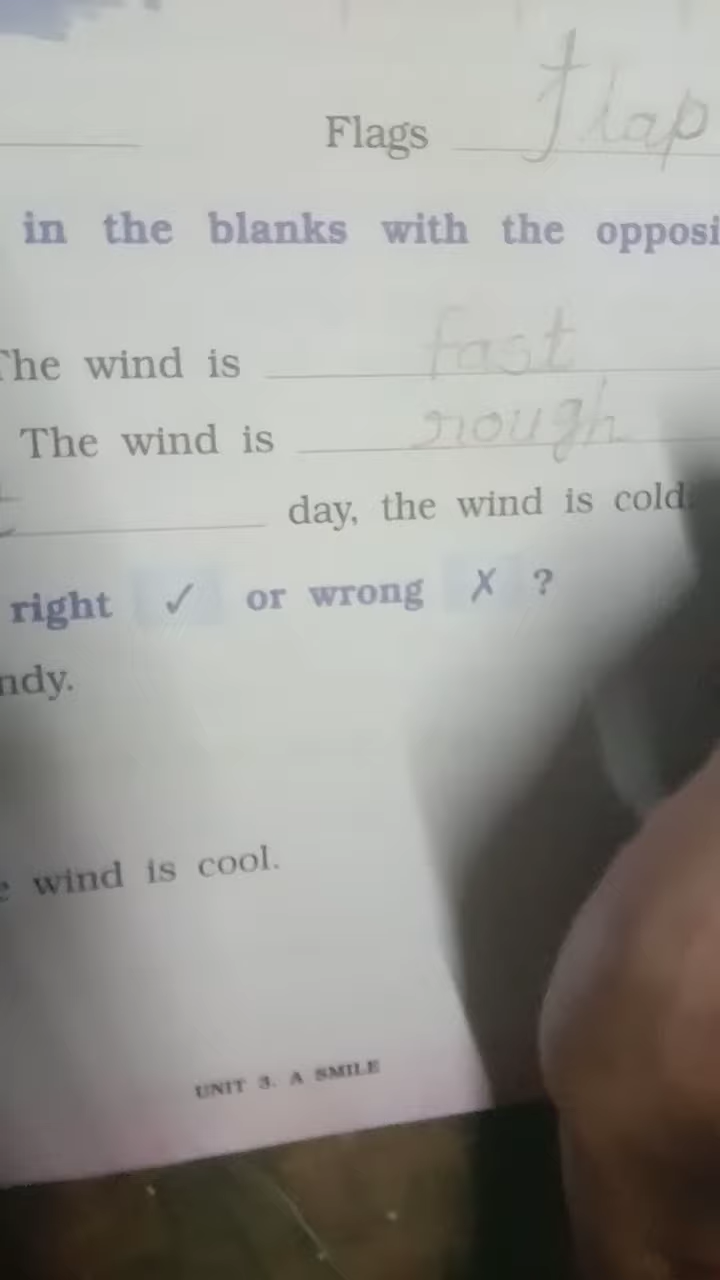 Flags flap
in the blanks with the opposi
The wind is fast
The wind is rough
day, the wind is cold.
right ✓ or wrong ✗ ?
ndy.
e wind is cool.
UNIT 3. A SMILE